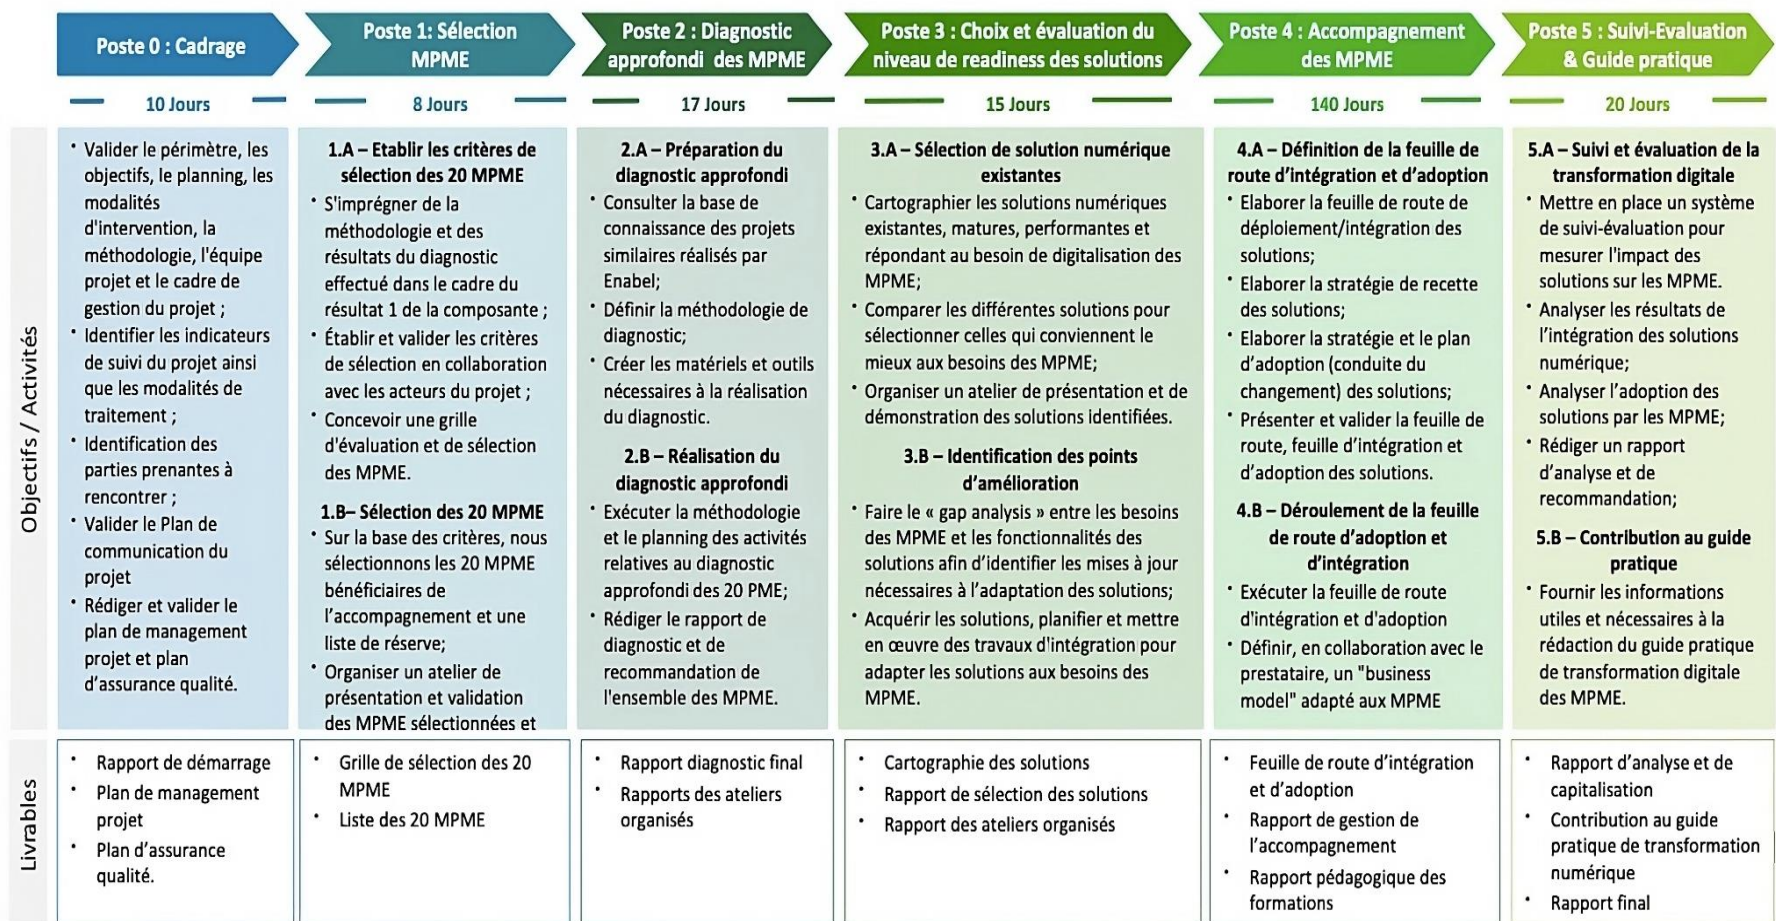 Poste 0 : Cadrage
Poste 1: Sélection
MPME
Poste 2 : Diagnostic
approfondi des MPME
Poste 3 : Choix et évaluation du
niveau de readiness des solutions
Poste 4 : Accompagnement
des MPME
Poste 5 : Suivi-Evaluation
& Guide pratique
10 Jours
8 Jours
17 Jours
15 Jours
140 Jours
20 Jours
Objectifs / Activités
• Valider le périmètre, les
objectifs, le planning, les
modalités
d'intervention, la
méthodologie, l'équipe
projet et le cadre de
gestion du projet ;
• Identifier les indicateurs
de suivi du projet ainsi
que les modalités de
traitement ;
• Identification des
parties prenantes à
rencontrer ;
• Valider le Plan de
communication du
projet
• Rédiger et valider le
plan de management
projet et plan
d'assurance qualité.
1.A – Etablir les critères de
sélection des 20 MPME
• S'imprégner de la
méthodologie et des
résultats du diagnostic
effectué dans le cadre du
résultat 1 de la composante ;
• Établir et valider les critères
de sélection en collaboration
avec les acteurs du projet ;
• Concevoir une grille
d'évaluation et de sélection
des MPME.
1.B– Sélection des 20 MPME
• Sur la base des critères, nous
sélectionnons les 20 MPME
bénéficiaires de
l'accompagnement et une
liste de réserve;
• Organiser un atelier de
présentation et validation
des MPME sélectionnées et
2.A – Préparation du
diagnostic approfondi
• Consulter la base de
connaissance des projets
similaires réalisés par
Enabel;
• Définir la méthodologie de
diagnostic;
• Créer les matériels et outils
nécessaires à la réalisation
du diagnostic.
2.B – Réalisation du
diagnostic approfondi
• Exécuter la méthodologie
et le planning des activités
relatives au diagnostic
approfondi des 20 PME;
• Rédiger le rapport de
diagnostic et de
recommandation de
l'ensemble des MPME.
3.A – Sélection de solution numérique
existantes
• Cartographier les solutions numériques
existantes, matures, performantes et
répondant au besoin de digitalisation des
MPME;
• Comparer les différentes solutions pour
sélectionner celles qui conviennent le
mieux aux besoins des MPME;
• Organiser un atelier de présentation et de
démonstration des solutions identifiées.
3.B – Identification des points
d'amélioration
• Faire le « gap analysis » entre les besoins
des MPME et les fonctionnalités des
solutions afin d'identifier les mises à jour
nécessaires à l'adaptation des solutions;
• Acquérir les solutions, planifier et mettre
en œuvre des travaux d'intégration pour
adapter les solutions aux besoins des
MPME.
4.A – Définition de la feuille de
route d'intégration et d'adoption
• Elaborer la feuille de route de
déploiement/intégration des
solutions;
• Elaborer la stratégie de recette
des solutions;
• Elaborer la stratégie et le plan
d'adoption (conduite du
changement) des solutions;
• Présenter et valider la feuille de
route, feuille d'intégration et
d'adoption des solutions.
4.B – Déroulement de la feuille
de route d'adoption et
d'intégration
• Exécuter la feuille de route
d'intégration et d'adoption
• Définir, en collaboration avec le
prestataire, un "business
model" adapté aux MPME
5.A – Suivi et évaluation de la
transformation digitale
• Mettre en place un système
de suivi-évaluation pour
mesurer l'impact des
solutions sur les MPME.
• Analyser les résultats de
l'intégration des solutions
numérique;
• Analyser l'adoption des
solutions par les MPME;
• Rédiger un rapport
d'analyse et de
recommandation;
5.B – Contribution au guide
pratique
• Fournir les informations
utiles et nécessaires à la
rédaction du guide pratique
de transformation digitale
des MPME.
Livrables
• Rapport de démarrage
• Plan de management
projet
• Plan d'assurance
qualité.
• Grille de sélection des 20
MPME
• Liste des 20 MPME
• Rapport diagnostic final
• Rapports des ateliers
organisés
• Cartographie des solutions
• Rapport de sélection des solutions
• Rapport des ateliers organisés
• Feuille de route d'intégration
et d'adoption
• Rapport de gestion de
l'accompagnement
• Rapport pédagogique des
formations
• Rapport d'analyse et de
capitalisation
• Contribution au guide
pratique de transformation
numérique
• Rapport final